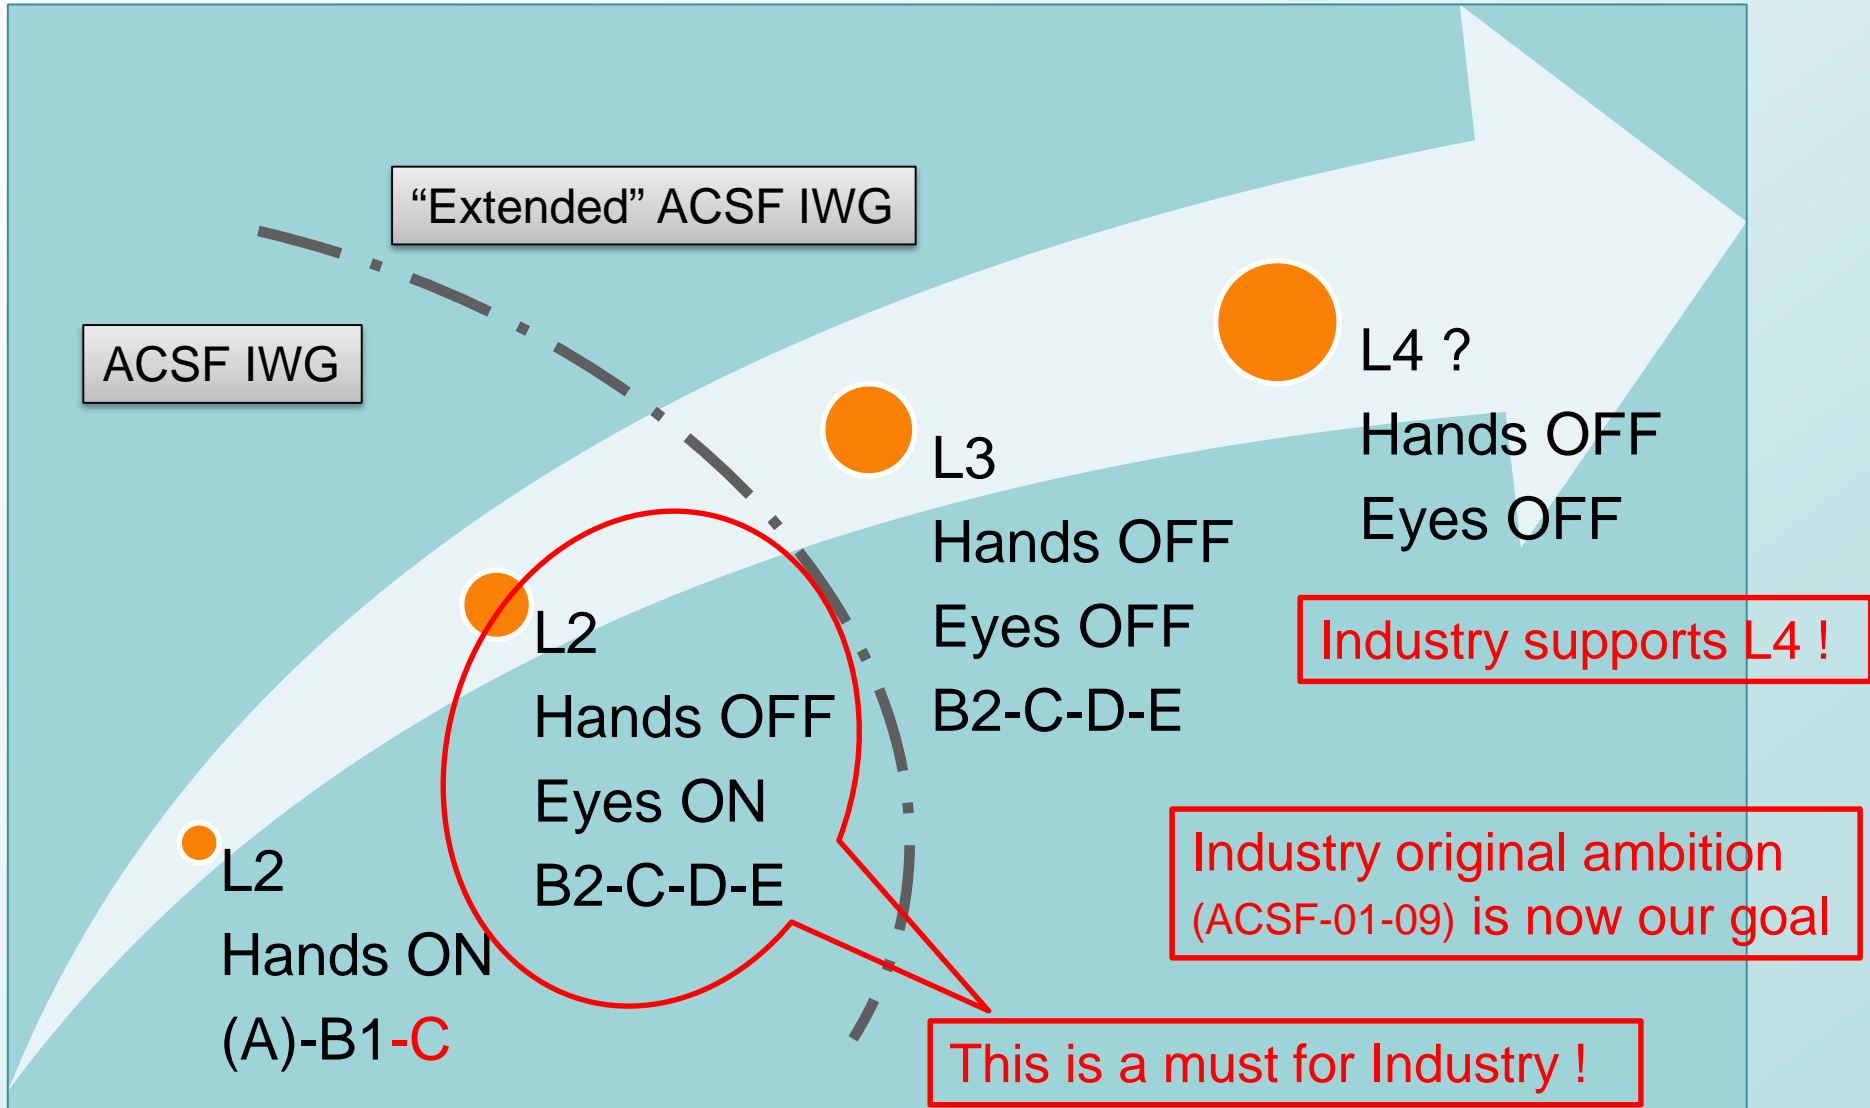 “Extended” ACSF IWG
ACSF IWG
L4 ?
Hands OFF
Eyes OFF
L3
Hands OFF
Eyes OFF
B2-C-D-E
Industry supports L4 !
L2
Hands OFF
Eyes ON
B2-C-D-E
Industry original ambition
(ACSF-01-09) is now our goal
L2
Hands ON
(A)-B1-C
This is a must for Industry !